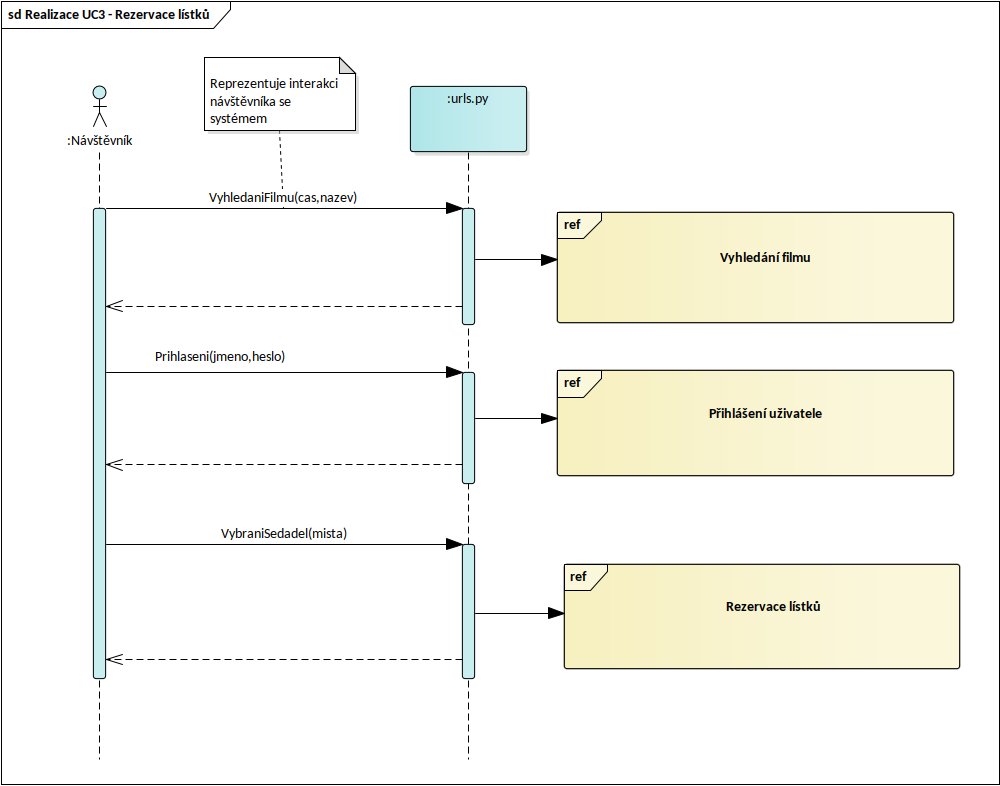 sd Realizace UC3 - Rezervace lístků
Reprezentuje interakci
návštěvníka se
systémem
:urls.py
:Návštěvník
VyhledaniFilmu(cas,nazev)
ref
Vyhledání filmu
Prihlaseni(jmeno,heslo)
ref
Přihlášení uživatele
VybraniSedadel(mista)
ref
Rezervace lístků